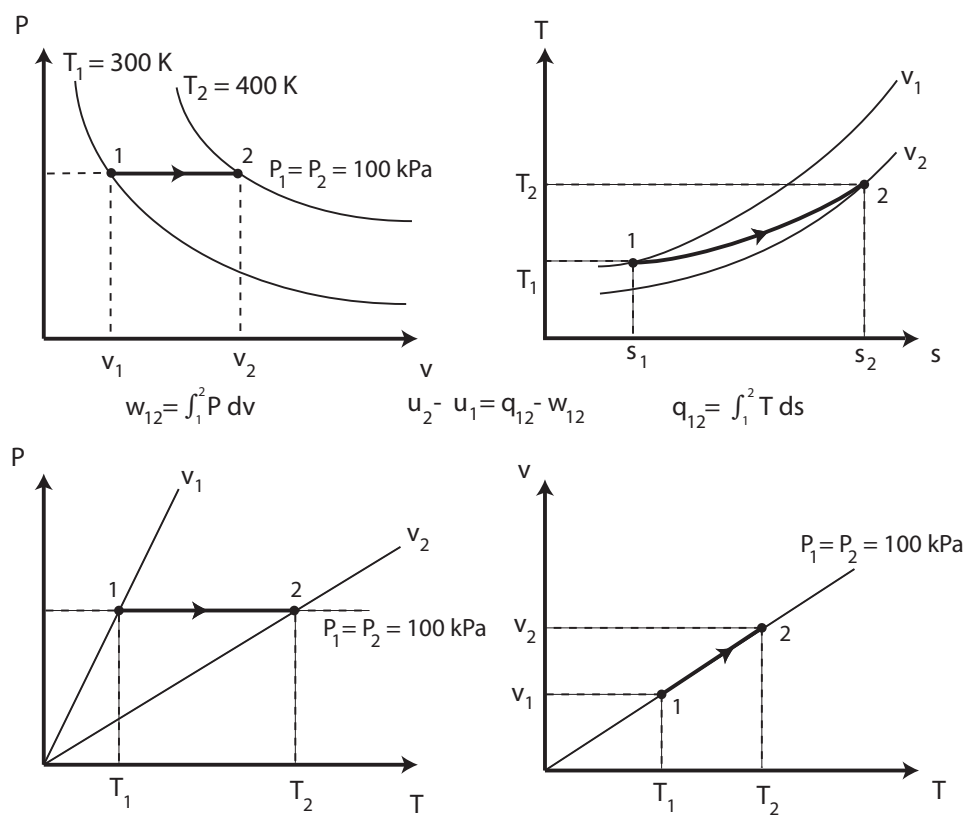 P
T₁ = 300 K
T₂ = 400 K
1
2
P₁ = P₂ = 100 kPa
v₁
v₂
v
T
v₁
v₂
T₂
T₁
1
2
s₁
s₂
s
w₁₂ = ∫₁² P dv
u₂ - u₁ = q₁₂ - w₁₂
q₁₂ = ∫₁² T ds
P
v₁
v₂
1
2
P₁ = P₂ = 100 kPa
T₁
T₂
T
v
P₁ = P₂ = 100 kPa
v₂
v₁
2
1
T₁
T₂
T